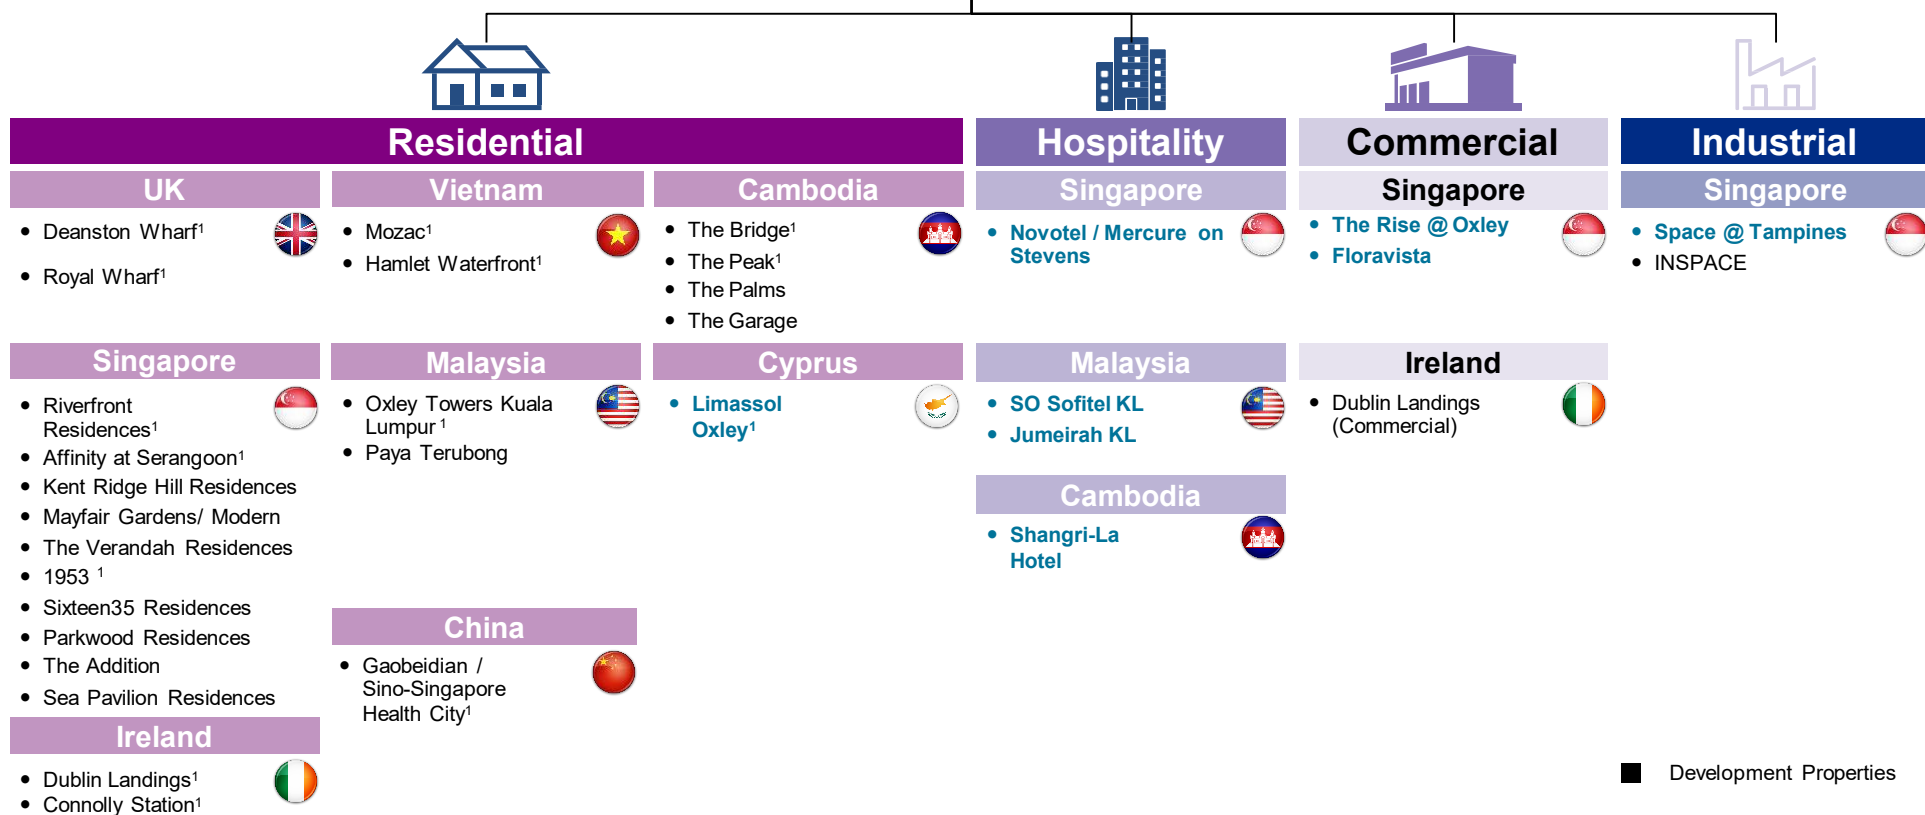 Residential
Hospitality
Commercial
Industrial
UK
• Deanston Wharf¹
• Royal Wharf¹
Vietnam
• Mozac¹
• Hamlet Waterfront¹
Cambodia
• The Bridge¹
• The Peak¹
• The Palms
• The Garage
Singapore
• Novotel / Mercure on
Stevens
Singapore
• The Rise @ Oxley
• Floravista
Singapore
• Space @ Tampines
• INSPACE
Singapore
• Riverfront
Residences¹
• Affinity at Serangoon¹
• Kent Ridge Hill Residences
• Mayfair Gardens/ Modern
• The Verandah Residences
• 1953 ¹
• Sixteen35 Residences
• Parkwood Residences
• The Addition
• Sea Pavilion Residences
Malaysia
• Oxley Towers Kuala
Lumpur ¹
• Paya Terubong
Cyprus
• Limassol
Oxley¹
Malaysia
• SO Sofitel KL
• Jumeirah KL
Ireland
• Dublin Landings
(Commercial)
Cambodia
• Shangri-La
Hotel
China
• Gaobeidian /
Sino-Singapore
Health City¹
Ireland
• Dublin Landings¹
• Connolly Station¹
Development Properties